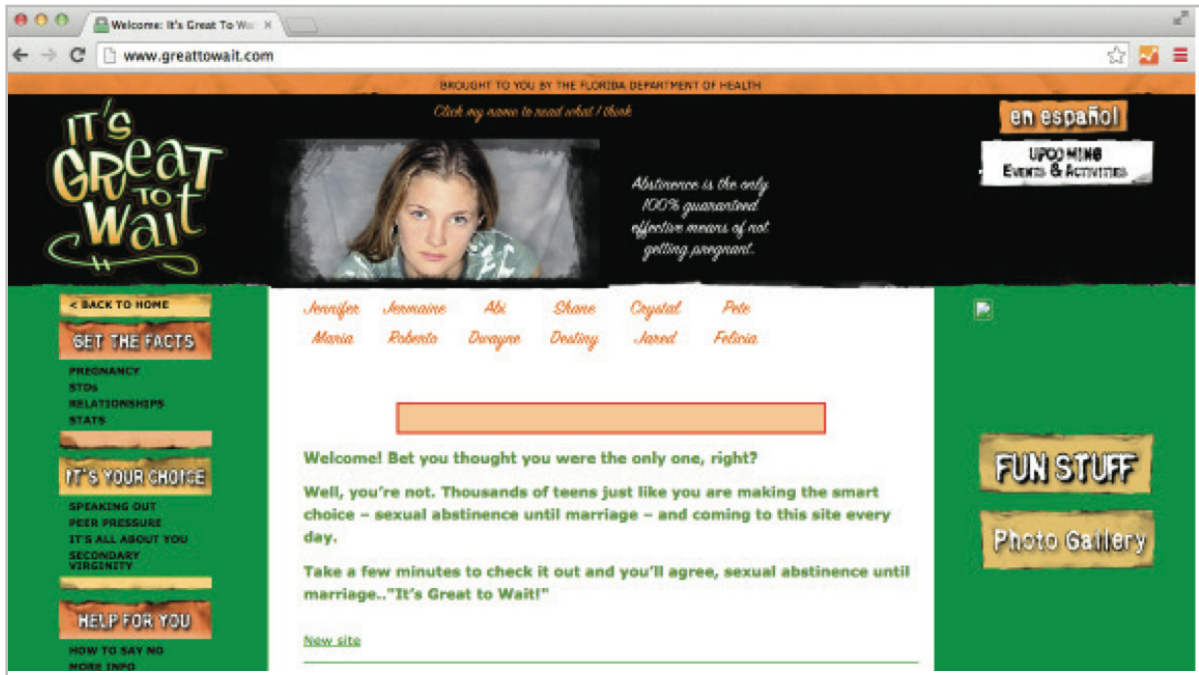 Welcome: It's Great To Wai
www.greattowait.com
BROUGHT TO YOU BY THE FLORIDA DEPARTMENT OF HEALTH
IT'S
GREAT
TO
WAIT
Click my name to read what I think
Abstinence is the only
100% guaranteed
effective means of not
getting pregnant.
en español
UPCOMING
EVENTS & ACTIVITIES
< BACK TO HOME
GET THE FACTS
PREGNANCY
STDs
RELATIONSHIPS
STATS
IT'S YOUR CHOICE
SPEAKING OUT
PEER PRESSURE
IT'S ALL ABOUT YOU
SECONDARY
VIRGINITY
HELP FOR YOU
HOW TO SAY NO
MORE INFO
Jennifer Jermaine Abi Shane Crystal Pete
Maria Roberto Dwayne Destiny Jared Felicia
Welcome! Bet you thought you were the only one, right?
Well, you're not. Thousands of teens just like you are making the smart
choice – sexual abstinence until marriage – and coming to this site every
day.
Take a few minutes to check it out and you'll agree, sexual abstinence until
marriage.."It's Great to Wait!"
New site
FUN STUFF
Photo Gallery